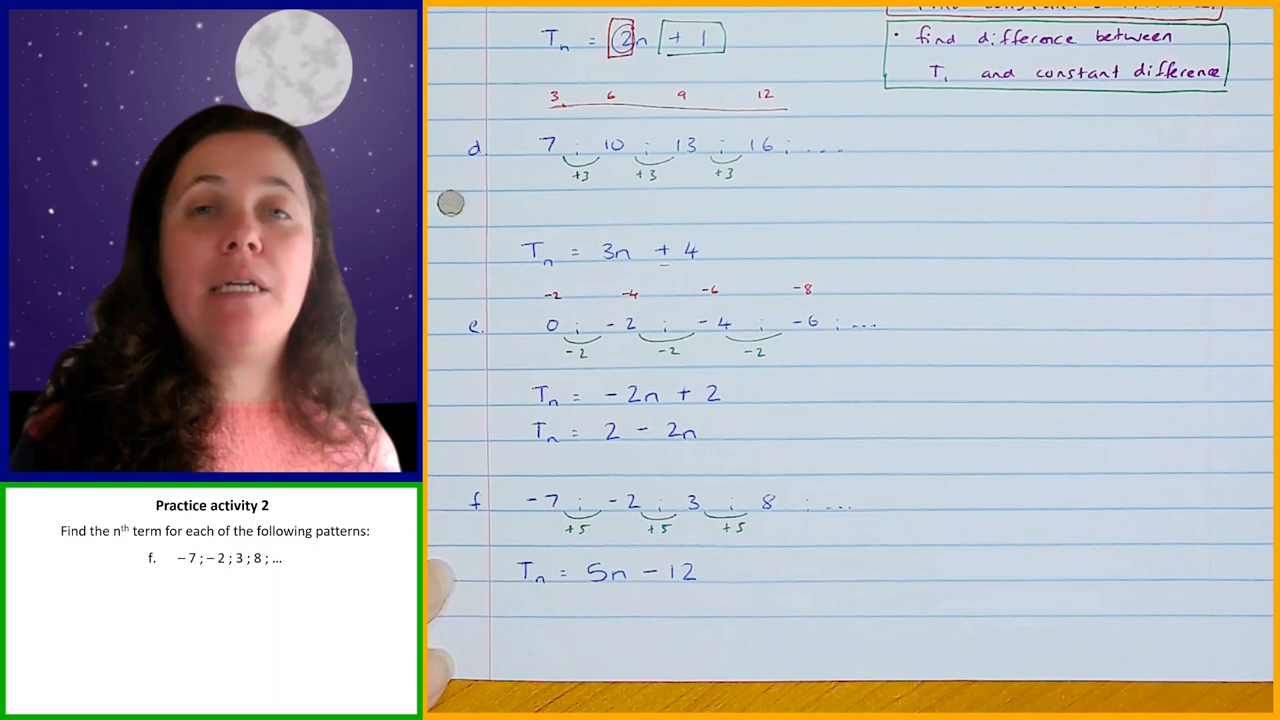 Tn = 2n + 1
• find difference between
T1 and constant difference
3 6 9 12
d. 7 ; 10 ; 13 ; 16 ; ...
+3 +3 +3
Tn = 3n + 4
-2 -4 -6 -8
e. 0 ; -2 ; -4 ; -6 ; ...
-2 -2 -2
Tn = -2n + 2
Tn = 2 - 2n
f -7 ; -2 ; 3 ; 8 ; ...
+5 +5 +5
Tn = 5n - 12
Practice activity 2
Find the nth term for each of the following patterns:
f. – 7 ; – 2 ; 3 ; 8 ; ...